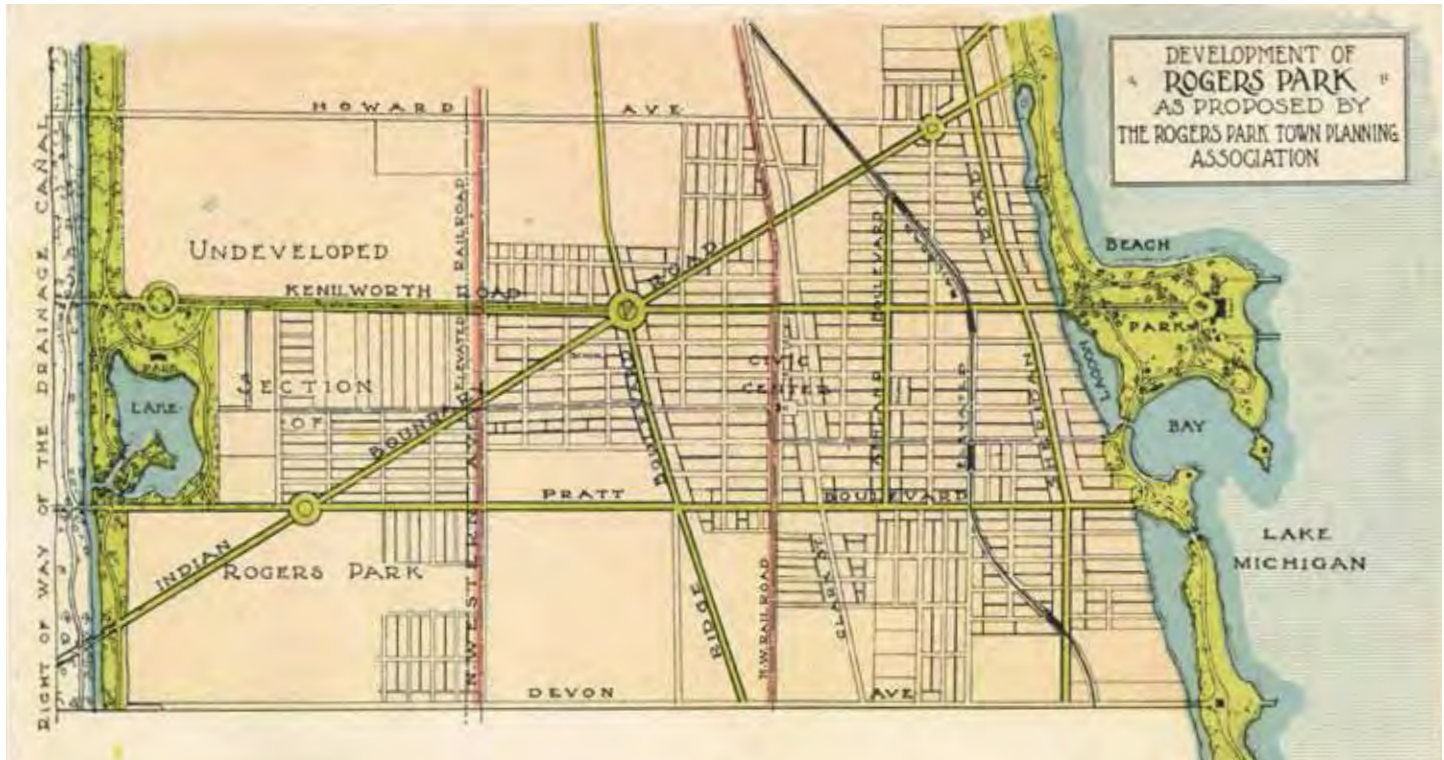 DEVELOPMENT OF
ROGERS PARK
AS PROPOSED BY
THE ROGERS PARK TOWN PLANNING
ASSOCIATION
HOWARD AVE
RIGHT OF WAY OF THE DRAINAGE CANAL
UNDEVELOPED
SECTION
OF
ROGERS PARK
KENILWORTH ROAD
ELEVATED RAILROAD
N. WESTERN AVE
INDIAN BOUNDARY ROAD
RIDGE BOULEVARD
PARK
LAKE
CIVIC
CENTER
BOULEVARD
ELEVATED
RAILROAD
SHERIDAN ROAD
PRATT BOULEVARD
N.W. RAILROAD
CLARK ST.
DEVON AVE
BEACH
PARK
LAGOON
BAY
LAKE
MICHIGAN